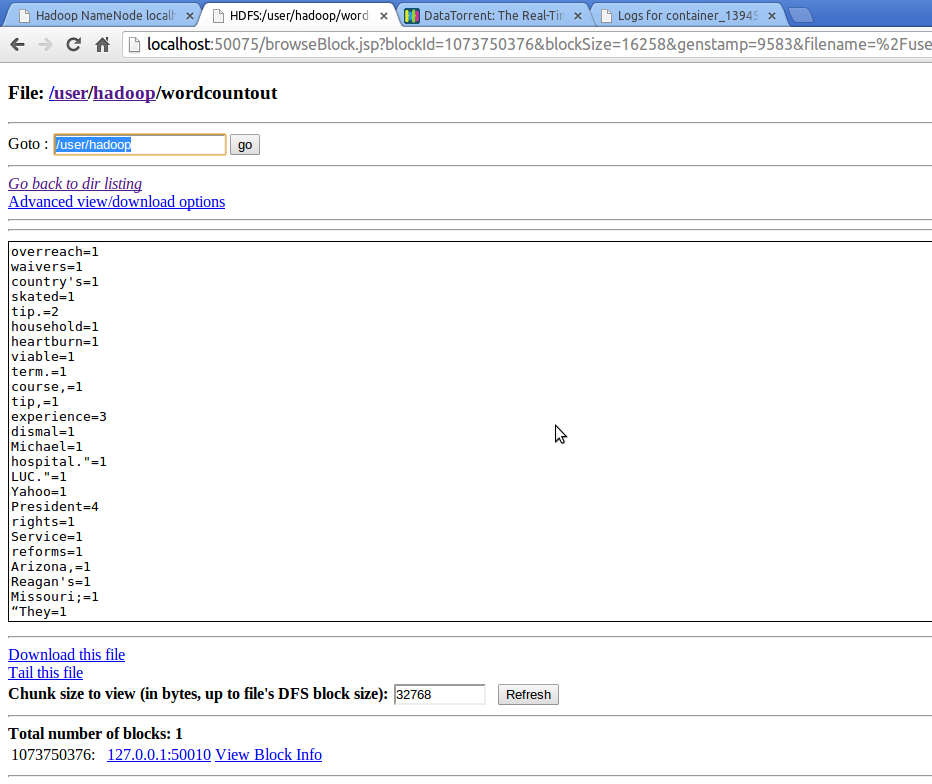 Hadoop NameNode localh
HDFS:/user/hadoop/word
DataTorrent: The Real-Tim
Logs for container_13945
localhost:50075/browseBlock.jsp?blockId=1073750376&blockSize=16258&genstamp=9583&filename=%2Fuse
File: /user/hadoop/wordcountout
Goto : /user/hadoop go
Go back to dir listing
Advanced view/download options
overreach=1
waivers=1
country's=1
skated=1
tip.=2
household=1
heartburn=1
viable=1
term.=1
course,=1
tip,=1
experience=3
dismal=1
Michael=1
hospital."=1
LUC."=1
Yahoo=1
President=4
rights=1
Service=1
reforms=1
Arizona,=1
Reagan's=1
Missouri;=1
“They=1
Download this file
Tail this file
Chunk size to view (in bytes, up to file's DFS block size): 32768 Refresh
Total number of blocks: 1
1073750376: 127.0.0.1:50010 View Block Info